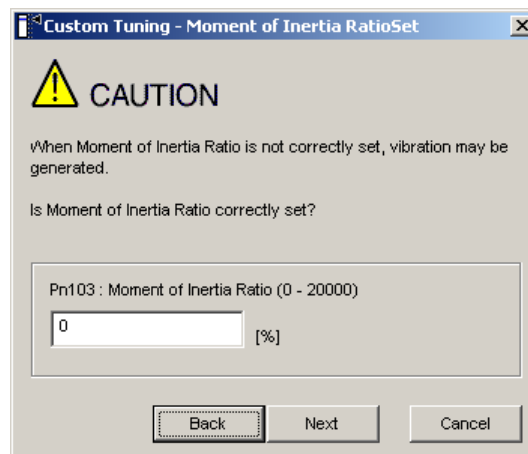 Custom Tuning - Moment of Inertia RatioSet
CAUTION
When Moment of Inertia Ratio is not correctly set, vibration may be
generated.
Is Moment of Inertia Ratio correctly set?
Pn103 : Moment of Inertia Ratio (0 - 20000)
0
[%]
Back
Next
Cancel